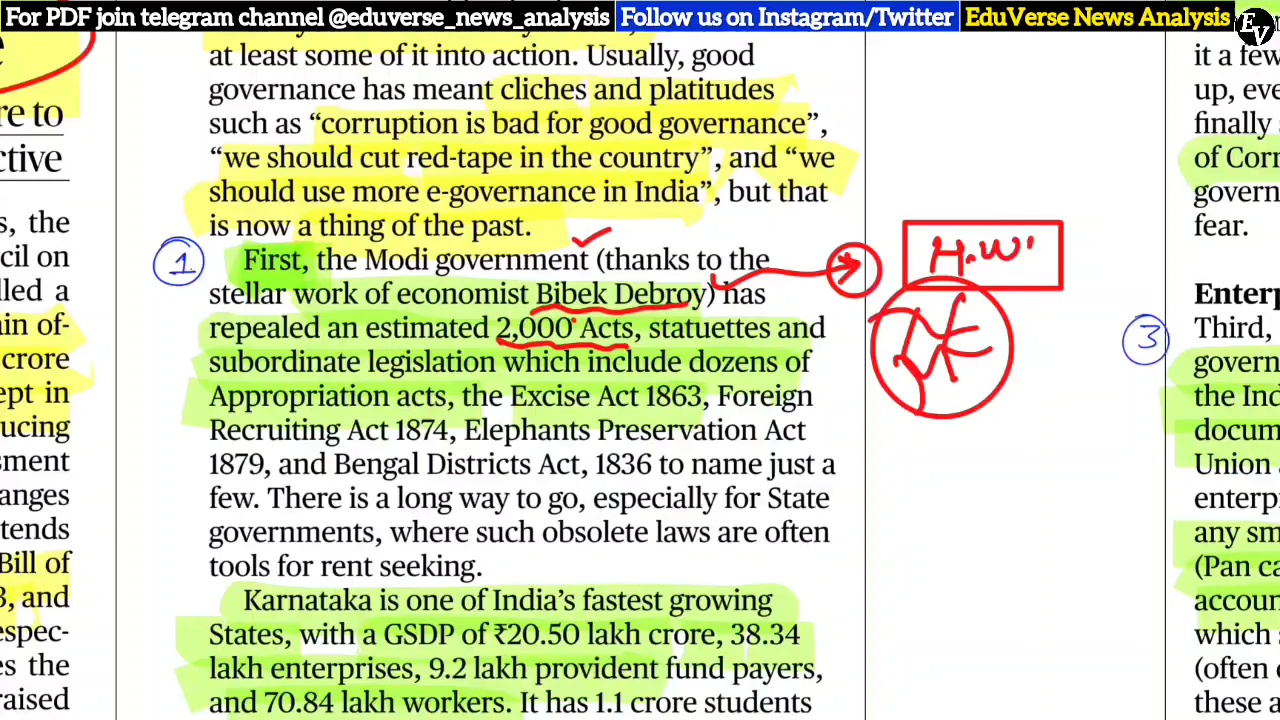 For PDF join telegram channel @eduverse_news_analysis
Follow us on Instagram/Twitter
EduVerse News Analysis
EV
re to
ctive
s, the
cil on
lled a
in of-
crore
ept in
ucing
sment
anges
tends
Bill of
3, and
espec-
es the
raised
at least some of it into action. Usually, good
governance has meant cliches and platitudes
such as “corruption is bad for good governance”,
“we should cut red-tape in the country”, and “we
should use more e-governance in India”, but that
is now a thing of the past.
1
First, the Modi government (thanks to the
stellar work of economist Bibek Debroy) has
repealed an estimated 2,000 Acts, statuettes and
subordinate legislation which include dozens of
Appropriation acts, the Excise Act 1863, Foreign
Recruiting Act 1874, Elephants Preservation Act
1879, and Bengal Districts Act, 1836 to name just a
few. There is a long way to go, especially for State
governments, where such obsolete laws are often
tools for rent seeking.
Karnataka is one of India’s fastest growing
States, with a GSDP of ₹20.50 lakh crore, 38.34
lakh enterprises, 9.2 lakh provident fund payers,
and 70.84 lakh workers. It has 1.1 crore students
H.W.
3
it a few
up, eve
finally
of Corr
govern
fear.
Enterp
Third,
govern
the Ind
docum
Union
enterpr
any sm
(Pan ca
accoun
which
(often
these a